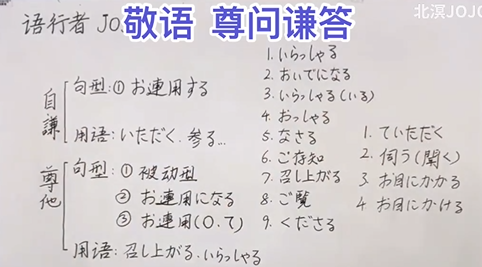 北溟JOJO
语行者 JOJ
敬语 尊问谦答
自謙
句型:① お連用する
用语:いただく、参る…
尊他
句型:① 被動型
② お連用になる
③ お連用(〇、て)
用语:召し上がる、いらっしゃる
1. いらっしゃる
2. おいでになる
3. いらっしゃる(いる)
4. おっしゃる
5. なさる
6. ご存知
7. 召し上がる
8. ご覧
9. くださる
1. ていただく
2. 伺う(聞く)
3 お目にかかる
4 お目にかける